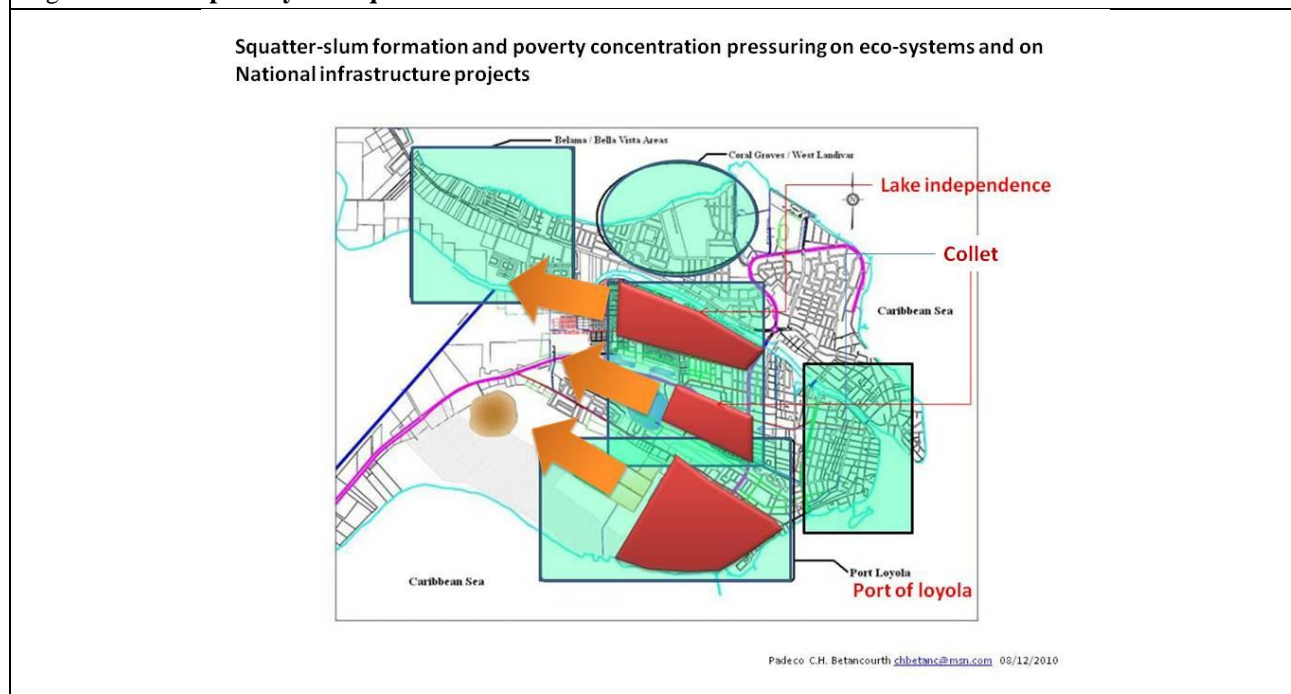 Squatter-slum formation and poverty concentration pressuring on eco-systems and on
National infrastructure projects
Belama / Bella Vista Areas
Coral Groves / West Landivar
Lake independence
Collet
Caribbean Sea
Caribbean Sea
Port Loyola
Port of loyola
Padeco C.H. Betancourth chbetanc@msn.com 08/12/2010